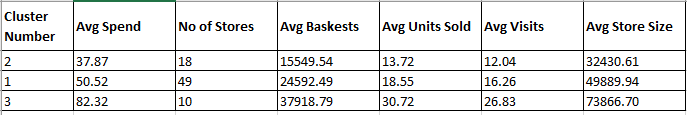 Cluster Number Avg Spend No of Stores Avg Baskests Avg Units Sold Avg Visits Avg Store Size
2 37.87 18 15549.54 13.72 12.04 32430.61
1 50.52 49 24592.49 18.55 16.26 49889.94
3 82.32 10 37918.79 30.72 26.83 73866.70